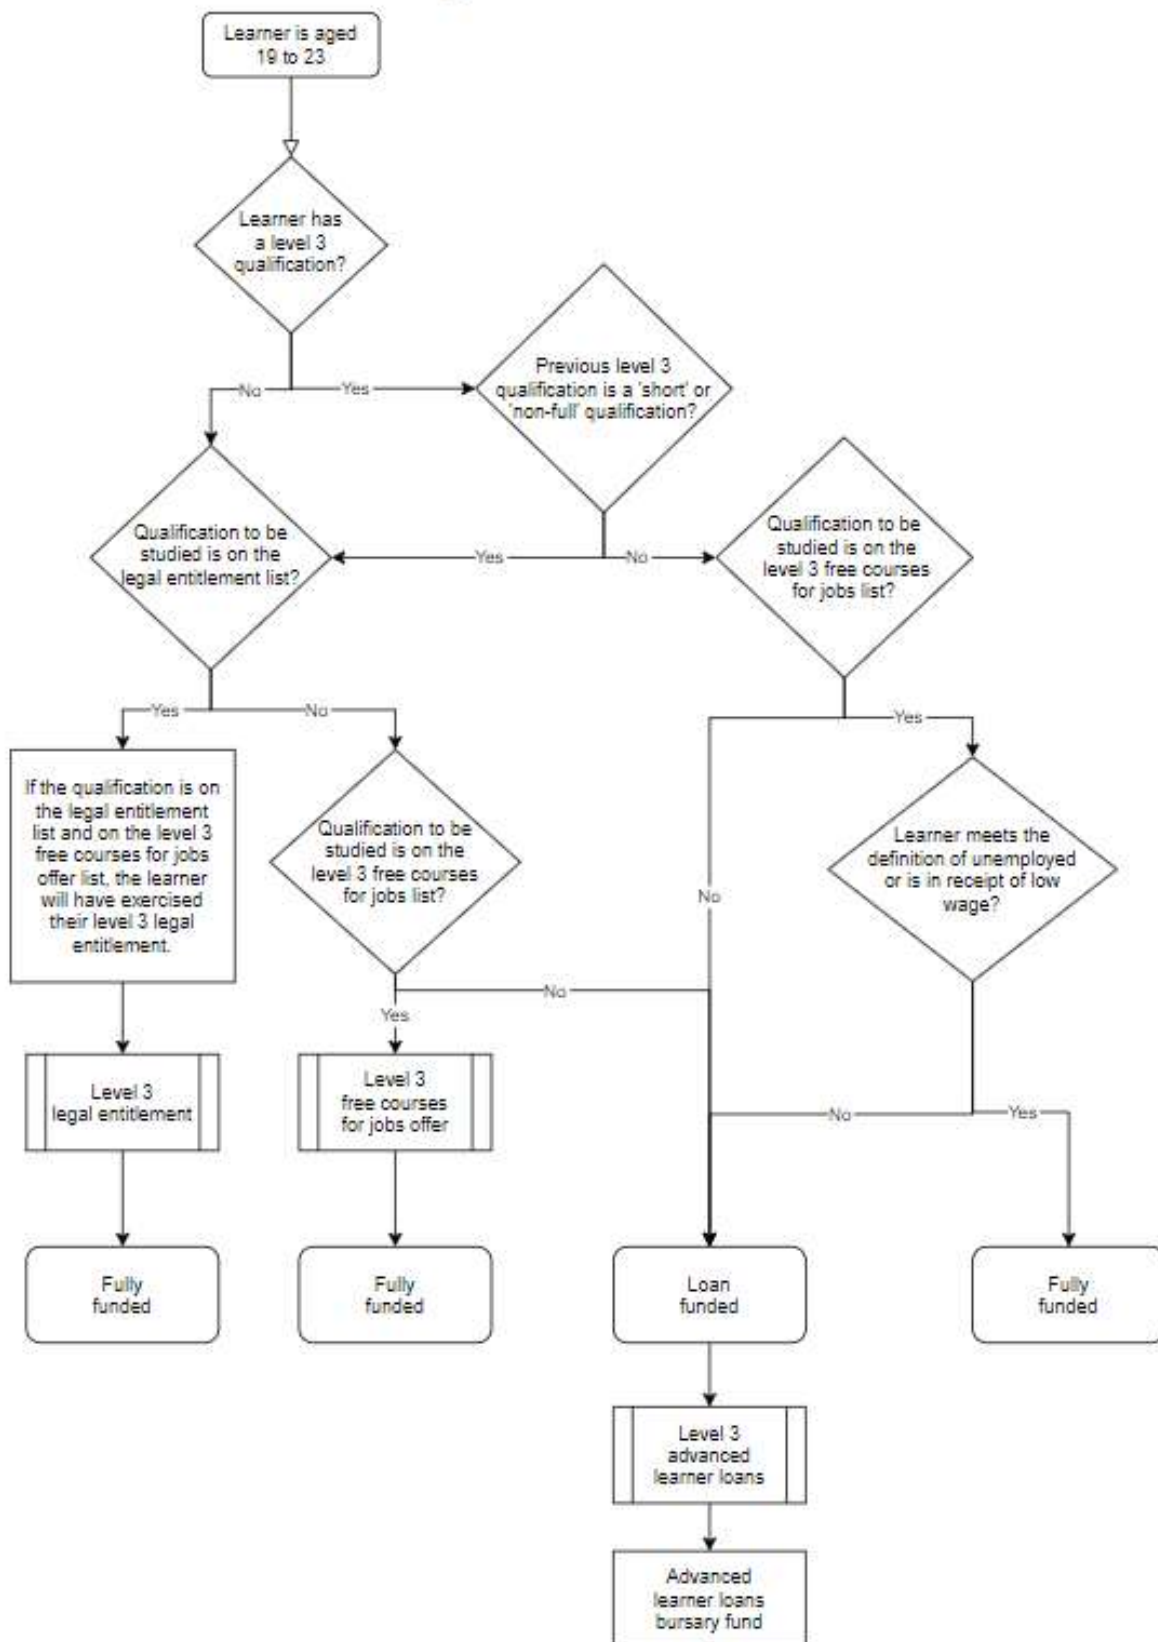 Learner is aged
19 to 23
Learner has
a level 3
qualification?
No
Yes
Previous level 3
qualification is a 'short' or
'non-full' qualification?
Qualification to be
studied is on the
legal entitlement list?
Yes
No
Qualification to be
studied is on the
level 3 free courses
for jobs list?
Yes
No
No
Yes
If the qualification is on
the legal entitlement
list and on the level 3
free courses for jobs
offer list, the learner
will have exercised
their level 3 legal
entitlement.
Qualification to be
studied is on the
level 3 free courses
for jobs list?
Learner meets the
definition of unemployed
or is in receipt of low
wage?
Yes
No
No
Yes
Level 3
legal entitlement
Level 3
free courses
for jobs offer
Fully
funded
Fully
funded
Loan
funded
Fully
funded
Level 3
advanced
learner loans
Advanced
learner loans
bursary fund